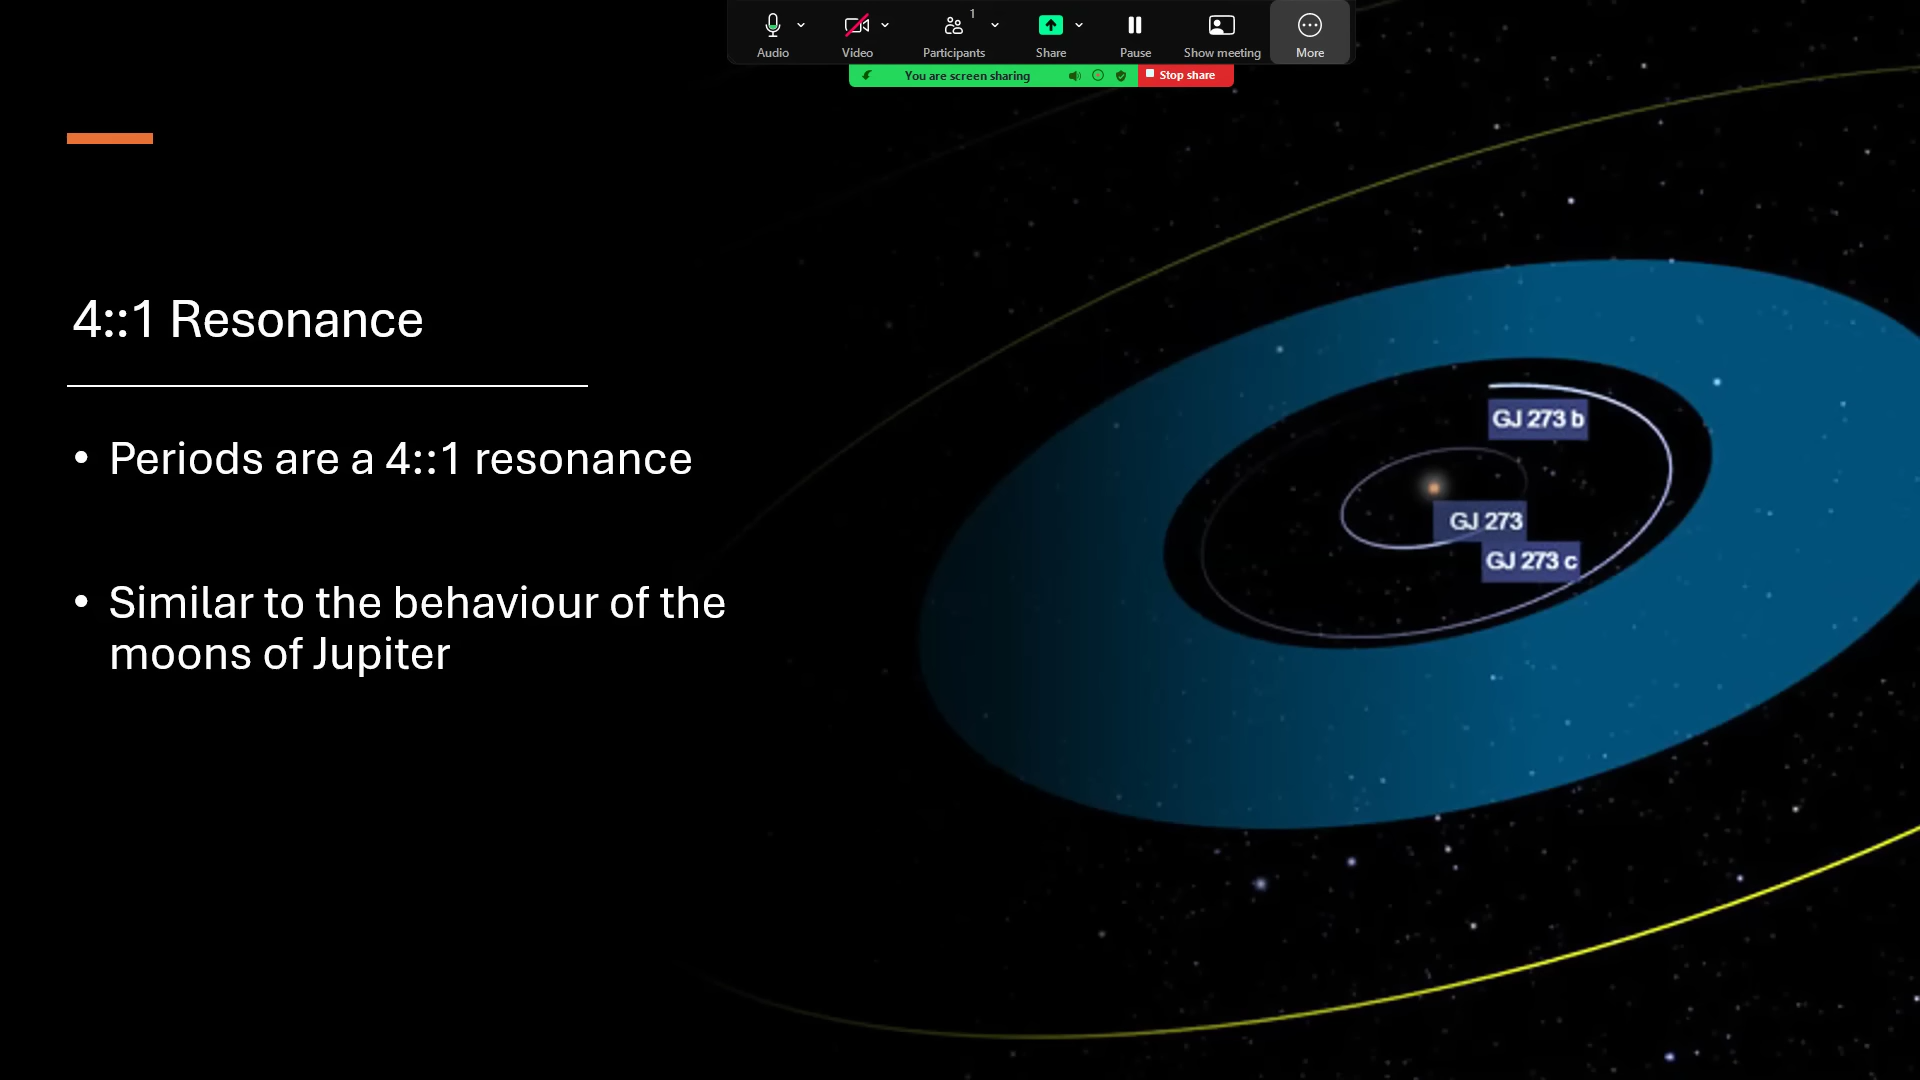 1
Audio
Video
Participants
Share
Pause
Show meeting
More
You are screen sharing
Stop share
4::1 Resonance
• Periods are a 4::1 resonance
• Similar to the behaviour of the
moons of Jupiter
GJ 273 b
GJ 273
GJ 273 c